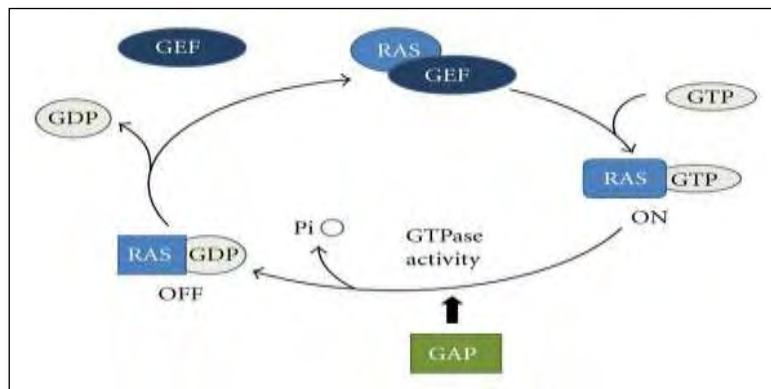 GEF
RAS
GEF
GDP
GTP
RAS
GTP
ON
Pi
GTPase
activity
RAS
GDP
OFF
GAP